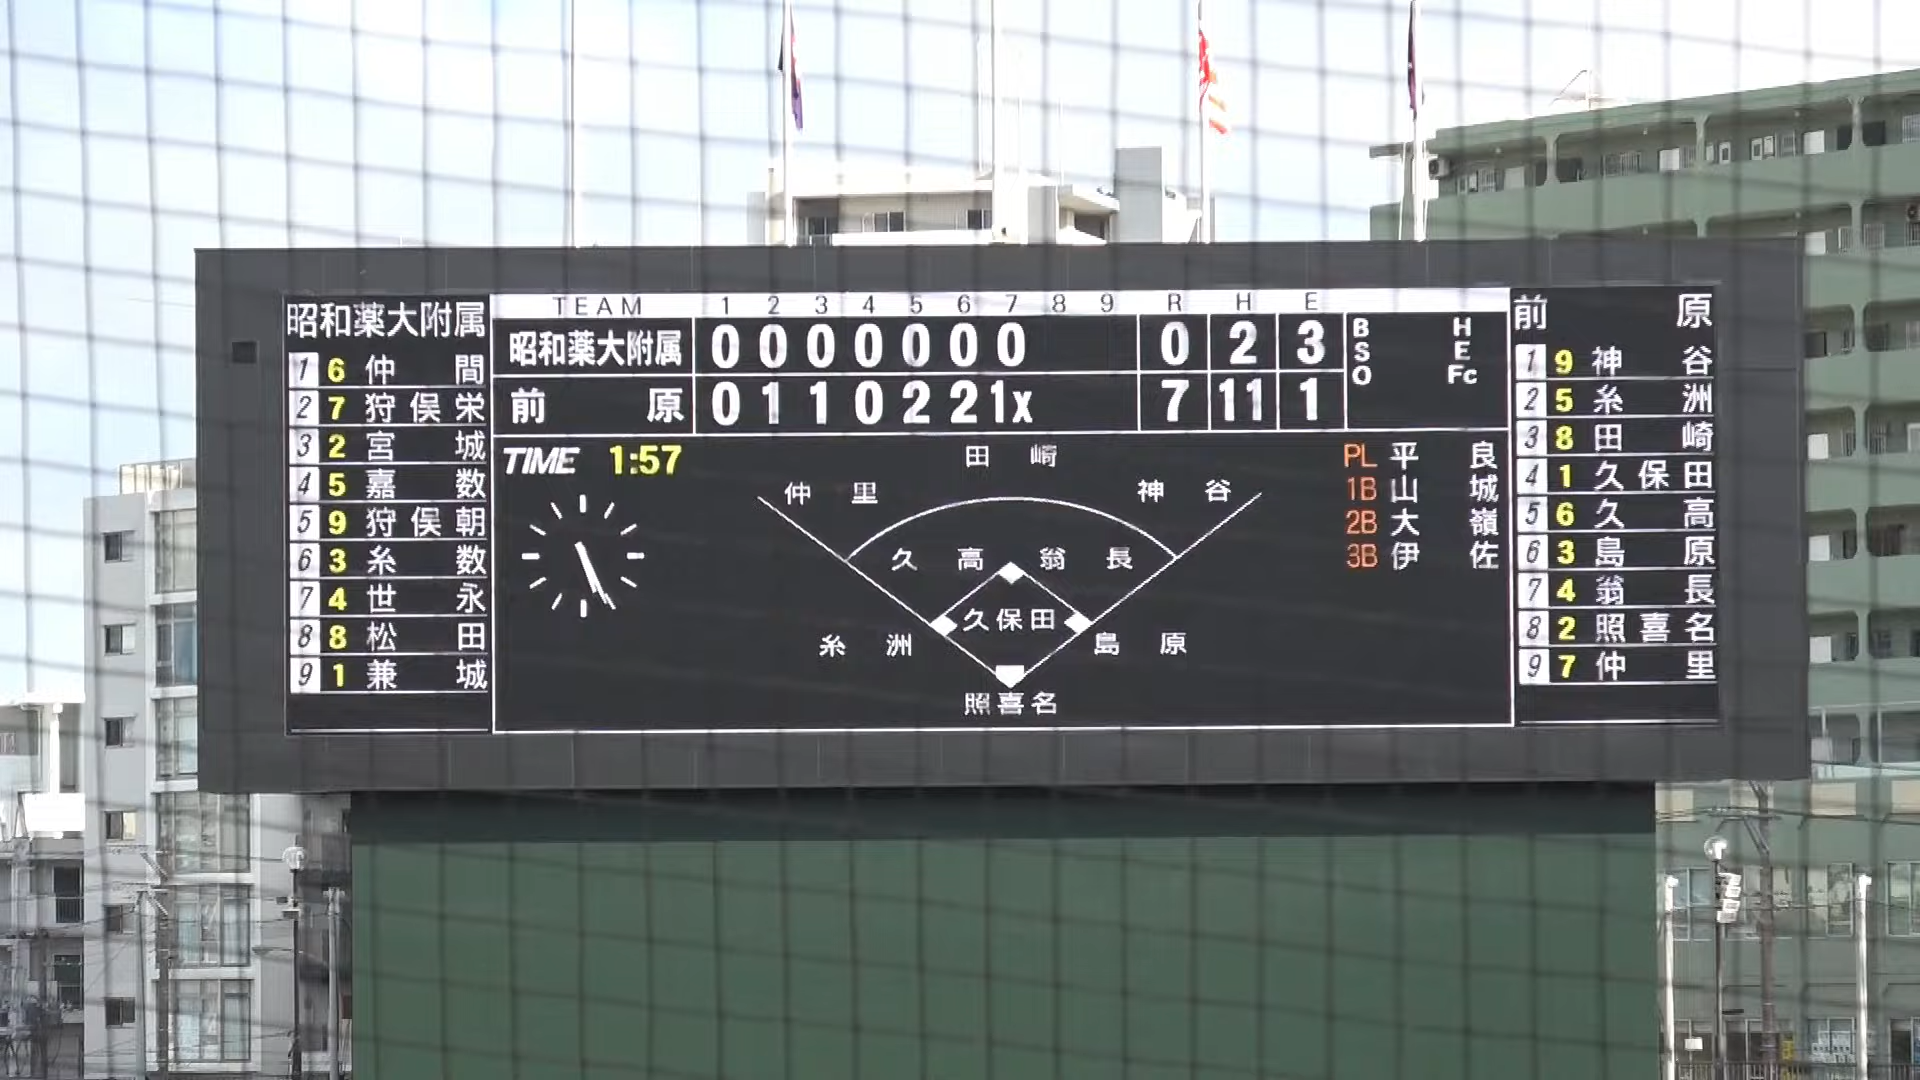 昭和薬大附属
1 6 仲間
2 7 狩俣栄
3 2 宮城
4 5 嘉数
5 9 狩俣朝
6 3 糸数
7 4 世永
8 8 松田
9 1 兼城
TEAM 1 2 3 4 5 6 7 8 9 R H E
昭和薬大附属 0 0 0 0 0 0 0 0 2 3
前原 0 1 1 0 2 2 1x 7 11 1
B H
S E
O Fc
TIME 1:57
田崎
仲里 神谷
久高 翁長
久保田
糸洲 島原
照喜名
PL 平良
1B 山城
2B 大嶺
3B 伊佐
前原
1 9 神谷
2 5 糸洲
3 8 田崎
4 1 久保田
5 6 久高
6 3 島原
7 4 翁長
8 2 照喜名
9 7 仲里